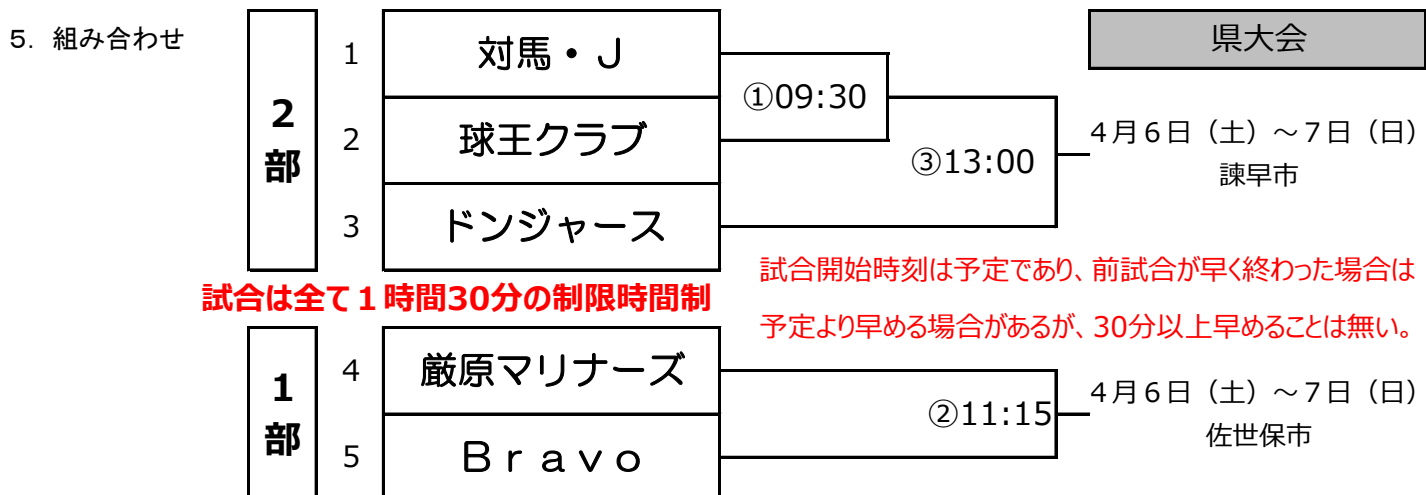 ５．組み合わせ
県大会
２部
1 対馬・Ｊ
①09:30
2 球王クラブ
③13:00
４月６日（土）～７日（日）
諫早市
3 ドンジャース
試合は全て１時間30分の制限時間制
試合開始時刻は予定であり、前試合が早く終わった場合は
予定より早める場合があるが、30分以上早めることは無い。
１部
4 厳原マリナーズ
②11:15
４月６日（土）～７日（日）
佐世保市
5 Ｂｒａｖｏ